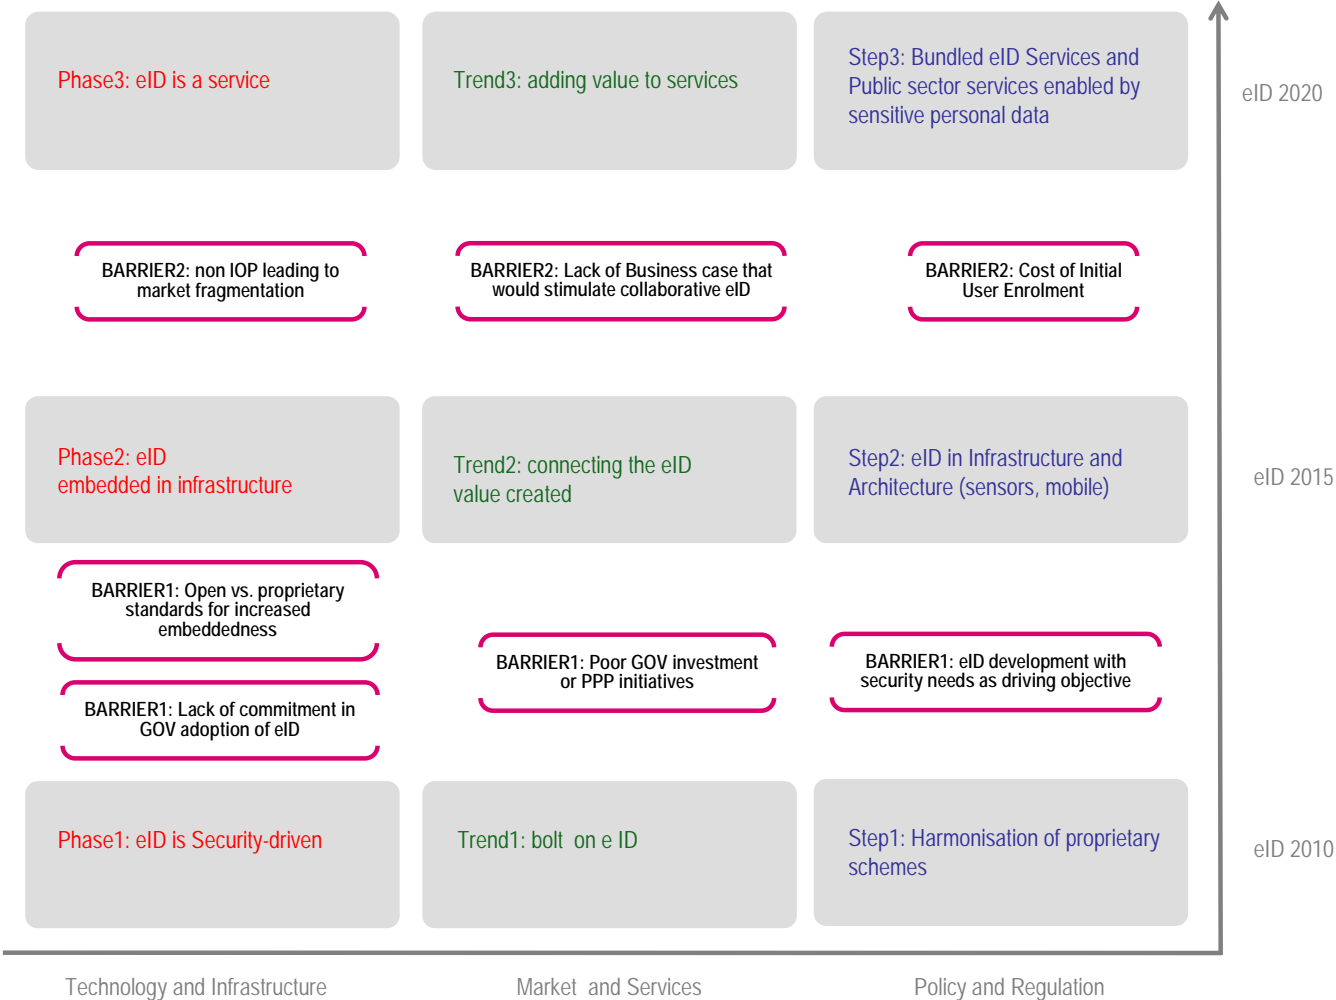 Phase3: eID is a service
Trend3: adding value to services
Step3: Bundled eID Services and
Public sector services enabled by
sensitive personal data
eID 2020
BARRIER2: non IOP leading to
market fragmentation
BARRIER2: Lack of Business case that
would stimulate collaborative eID
BARRIER2: Cost of Initial
User Enrolment
Phase2: eID
embedded in infrastructure
Trend2: connecting the eID
value created
Step2: eID in Infrastructure and
Architecture (sensors, mobile)
eID 2015
BARRIER1: Open vs. proprietary
standards for increased
embeddedness
BARRIER1: Lack of commitment in
GOV adoption of eID
BARRIER1: Poor GOV investment
or PPP initiatives
BARRIER1: eID development with
security needs as driving objective
Phase1: eID is Security-driven
Trend1: bolt  on e ID
Step1: Harmonisation of proprietary
schemes
eID 2010
Technology and Infrastructure
Market  and Services
Policy and Regulation